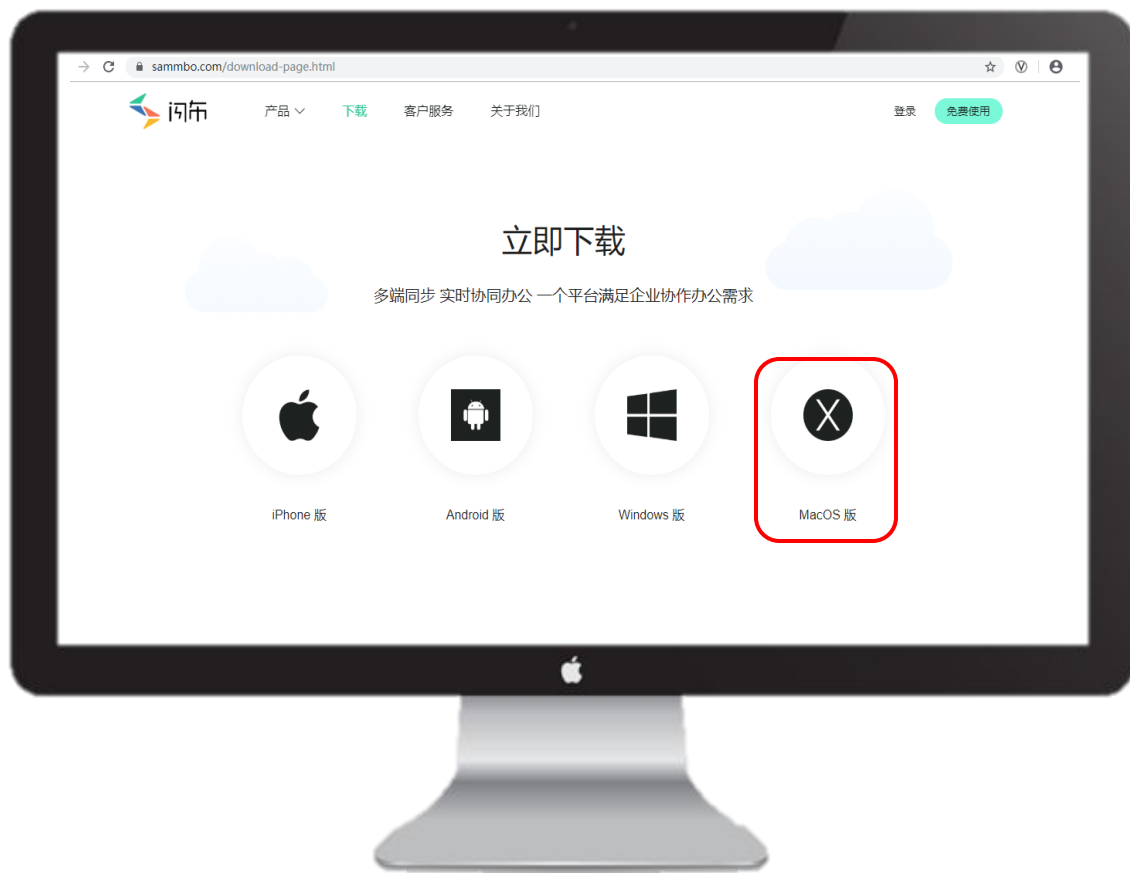 sammbo.com/download-page.html
闪布
产品 下载 客户服务 关于我们 登录 免费使用
立即下载
多端同步 实时协同办公 一个平台满足企业协作办公需求
iPhone 版 Android 版 Windows 版 MacOS 版